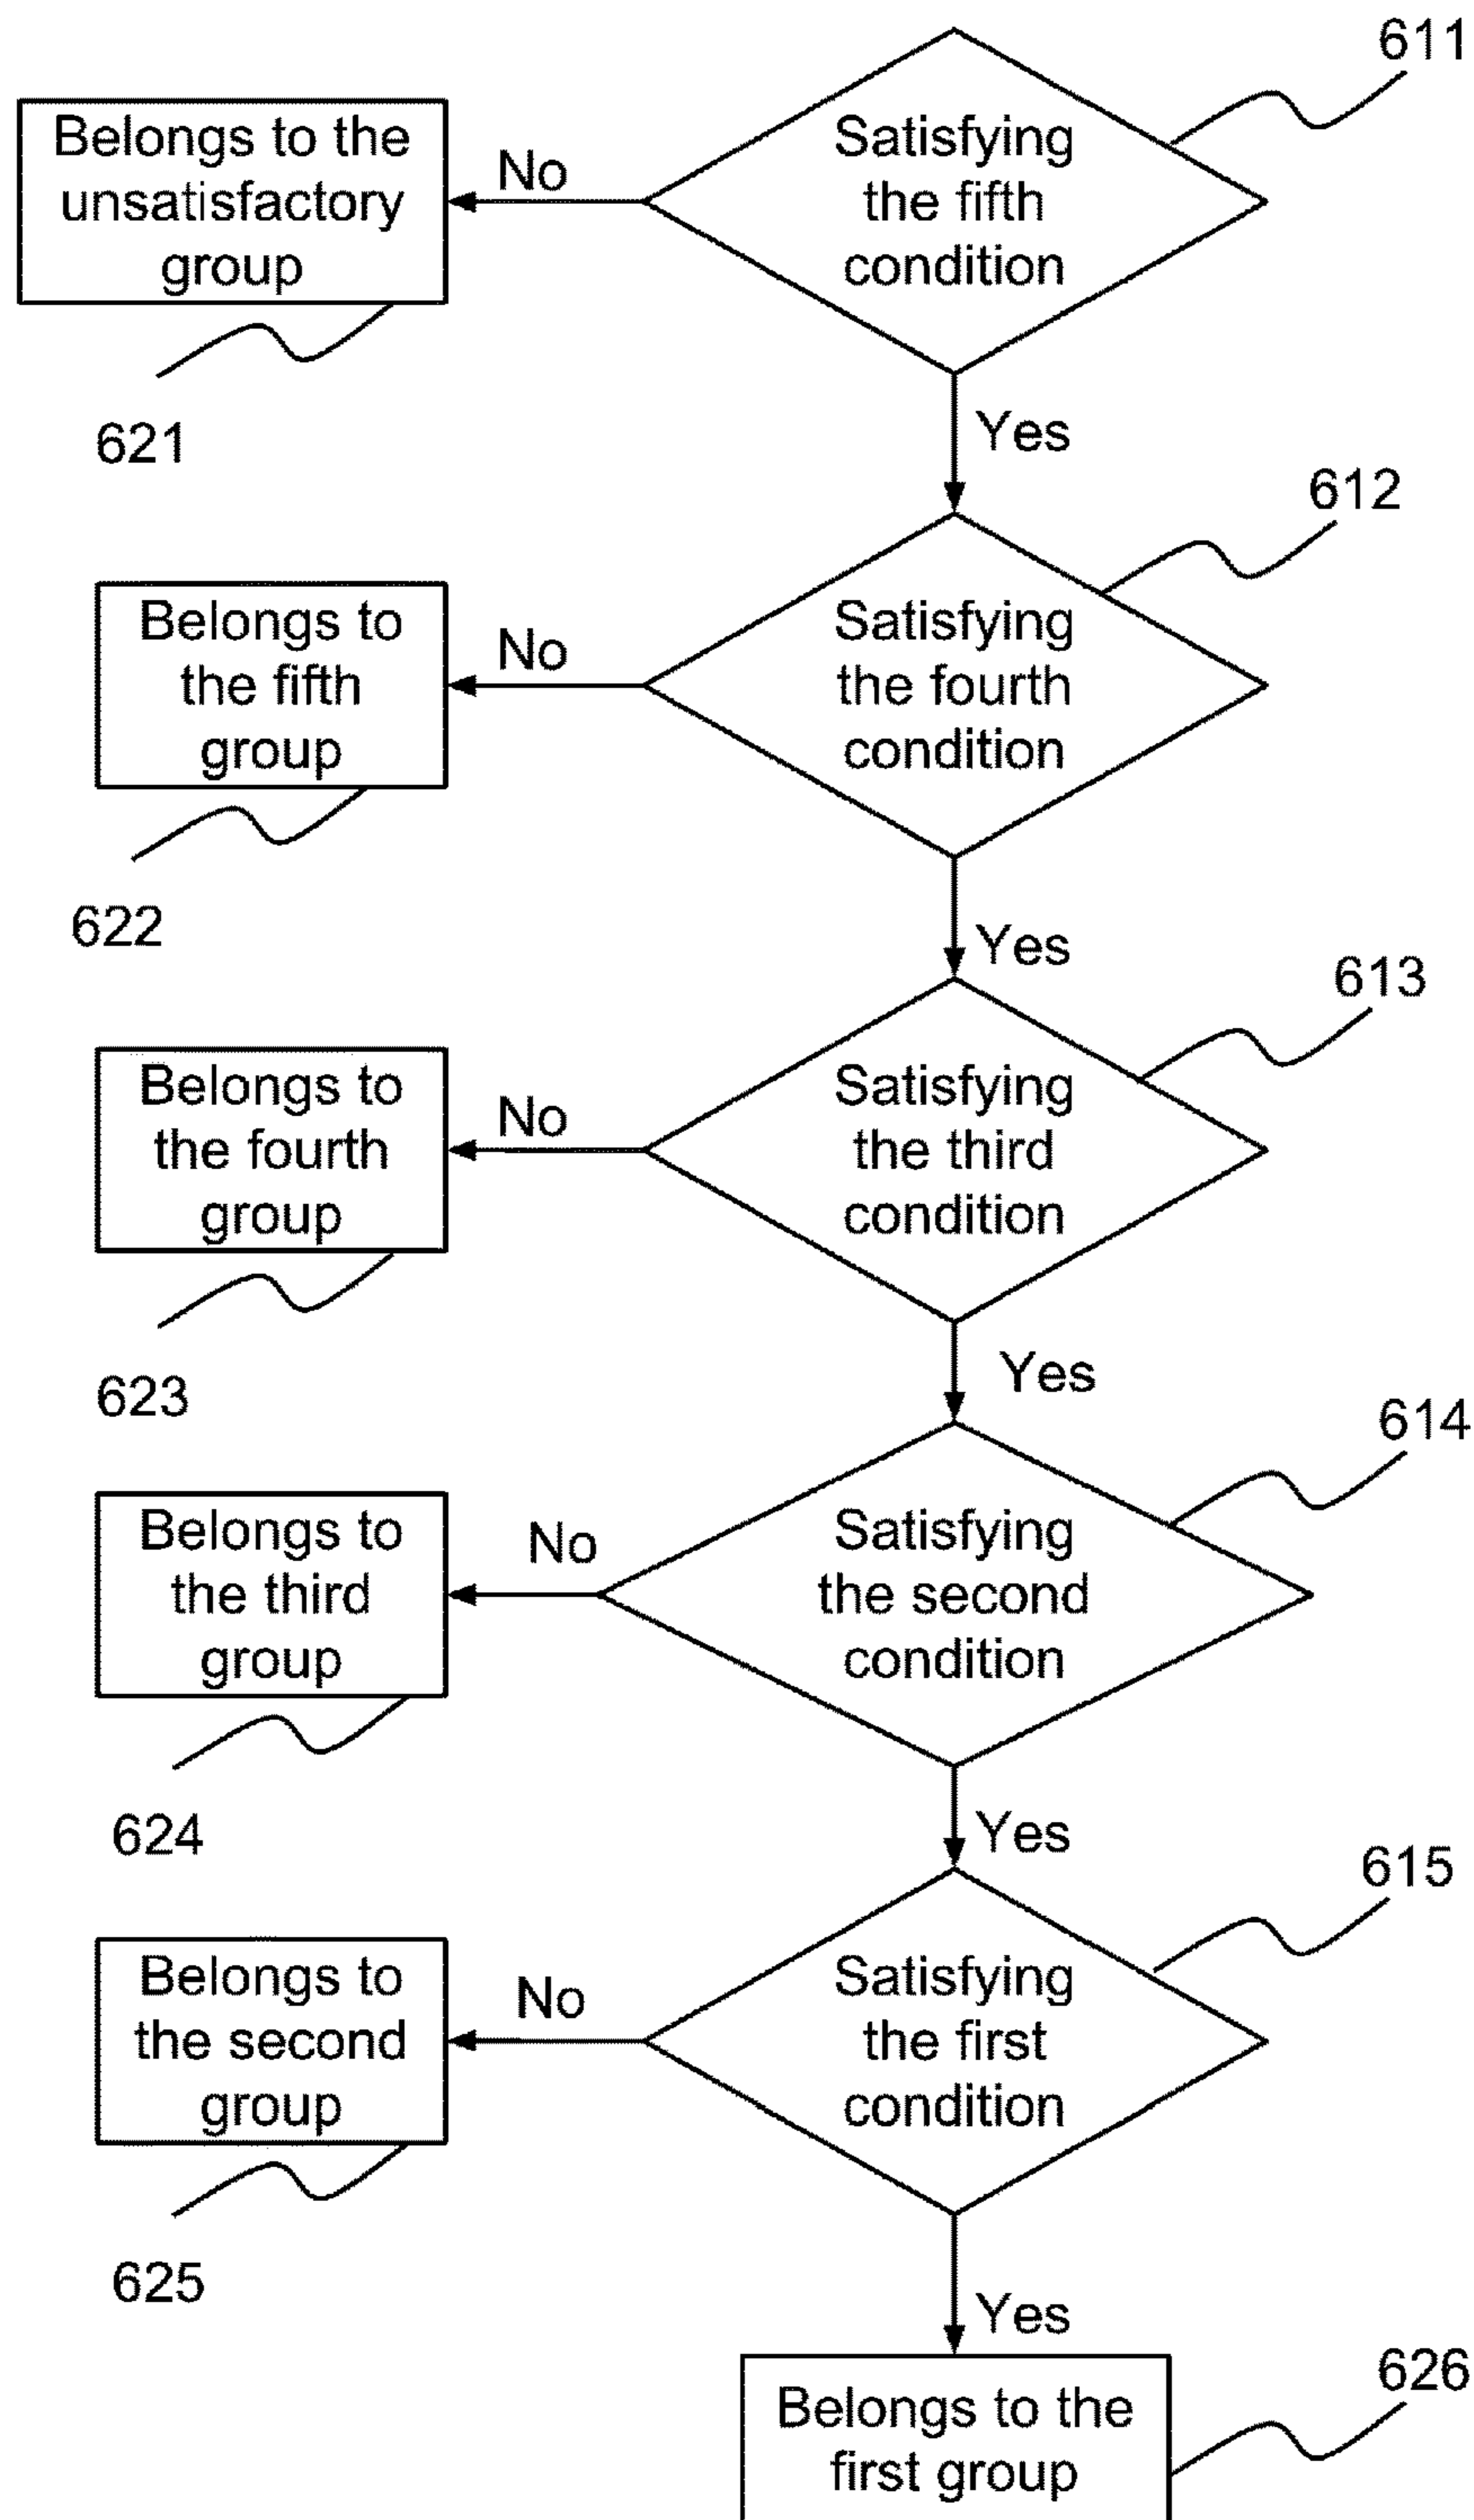 611
Satisfying
the fifth
condition
No
Belongs to the
unsatisfactory
group
621
Yes
612
Satisfying
the fourth
condition
No
Belongs to
the fifth
group
622
Yes
613
Satisfying
the third
condition
No
Belongs to
the fourth
group
623
Yes
614
Satisfying
the second
condition
No
Belongs to
the third
group
624
Yes
615
Satisfying
the first
condition
No
Belongs to
the second
group
625
Yes
626
Belongs to the
first group